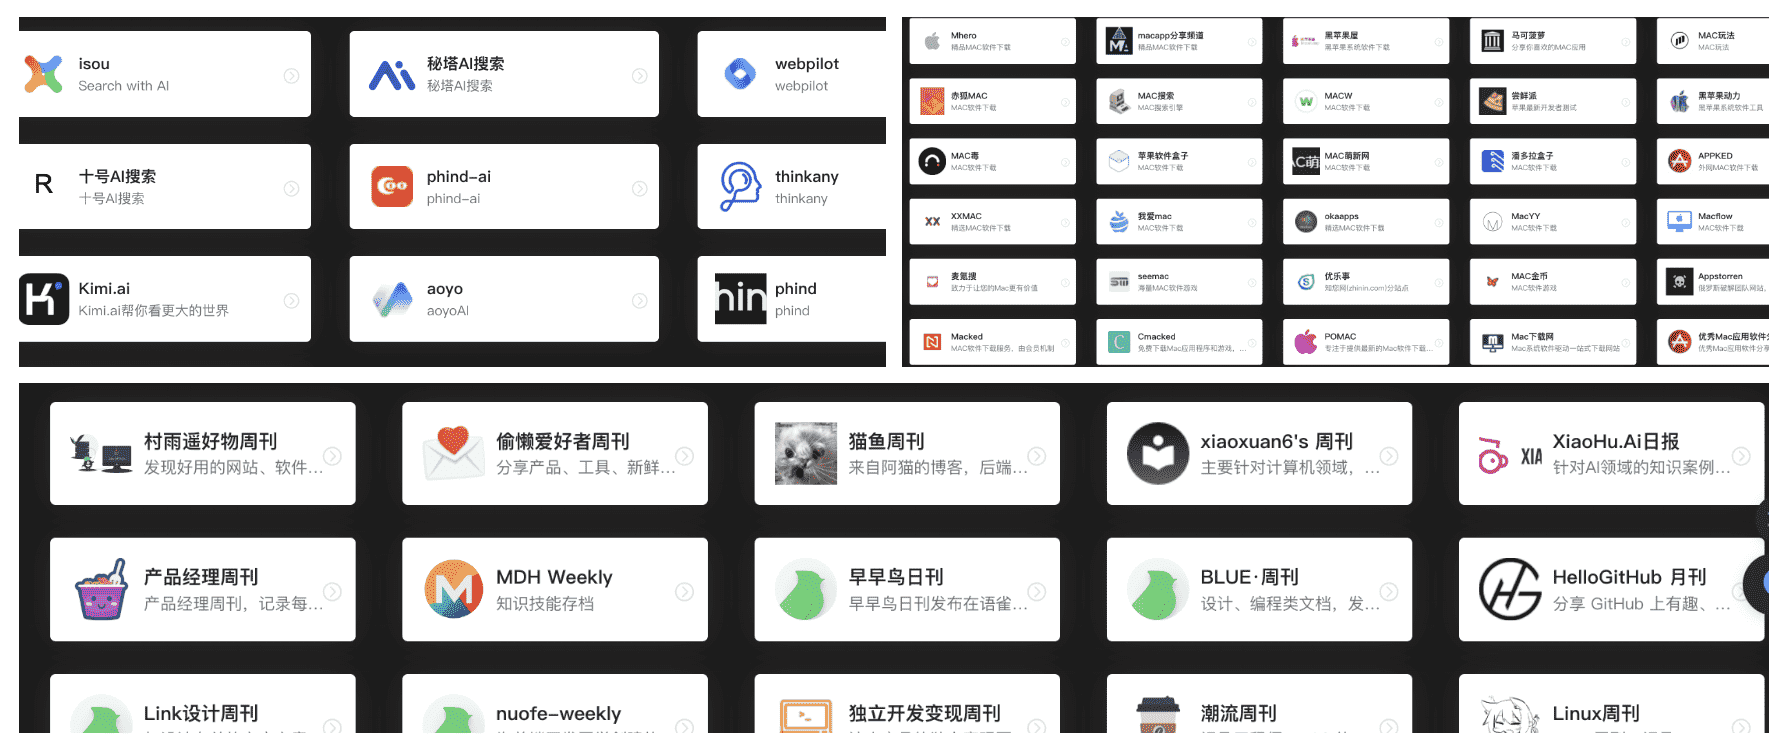 isou
Search with AI
秘塔AI搜索
秘塔AI搜索
webpilot
webpilot
R
十号AI搜索
十号AI搜索
phind-ai
phind-ai
thinkany
thinkany
Kimi.ai
Kimi.ai帮你看更大的世界
aoyo
aoyoAI
hin
phind
phind
Mhero
精品MAC软件下载
macapp分享频道
精品MAC软件下载
黑苹果屋
黑苹果系统软件下载
马可菠萝
分享你喜欢的MAC应用
MAC玩法
MAC玩法
赤狐MAC
MAC软件下载
MAC搜索
MAC搜索引擎
MACW
MAC软件下载
尝鲜派
苹果最新开发者测试
黑苹果动力
黑苹果系统软件工具
MAC毒
MAC软件下载
苹果软件盒子
MAC软件下载
AC萌
MAC萌新网
MAC软件下载
潘多拉盒子
MAC软件下载
APPKED
外网MAC软件下载
XX
XXMAC
精选MAC软件下载
我爱mac
MAC软件下载
okaapps
精选MAC软件下载
MacYY
MAC软件下载
Macflow
MAC软件下载
麦氪搜
致力于让您的Mac更有价值
seemac
海量MAC软件游戏
优乐事
知您网(zhinin.com)分站点
MAC金币
MAC软件游戏
Appstorren
俄罗斯破解团队网站,
Macked
MAC软件下载服务，由会员机制
Cmacked
免费下载Mac应用程序和游戏，...
POMAC
专注于提供最新的Mac软件下载...
Mac下载网
Mac系统软件驱动一站式下载网站
优秀Mac应用软件分
优秀Mac应用软件分享
村雨遥好物周刊
发现好用的网站、软件...
偷懒爱好者周刊
分享产品、工具、新鲜...
猫鱼周刊
来自阿猫的博客，后端...
xiaoxuan6's 周刊
主要针对计算机领域，...
XIA
XiaoHu.Ai日报
针对AI领域的知识案例...
产品经理周刊
产品经理周刊，记录每...
MDH Weekly
知识技能存档
早早鸟日刊
早早鸟日刊发布在语雀...
BLUE·周刊
设计、编程类文档，发...
HelloGitHub 月刊
分享 GitHub 上有趣、...
Link设计周刊
nuofe-weekly
独立开发变现周刊
潮流周刊
Linux周刊